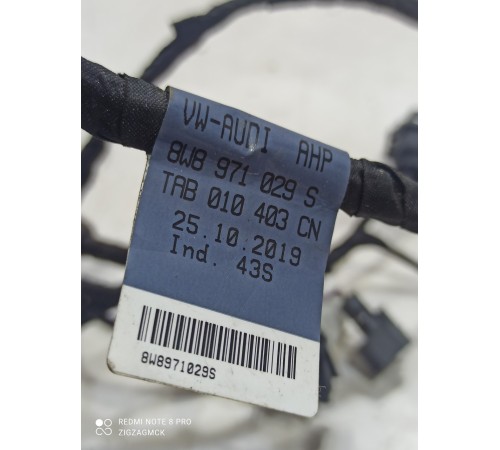 VW-AUDI AHP
8W8 971 029 S
TAB 010 403 CN
25.10.2019
Ind. 43S
8W8971029S
REDMI NOTE 8 PRO
ZIGZAGMCK